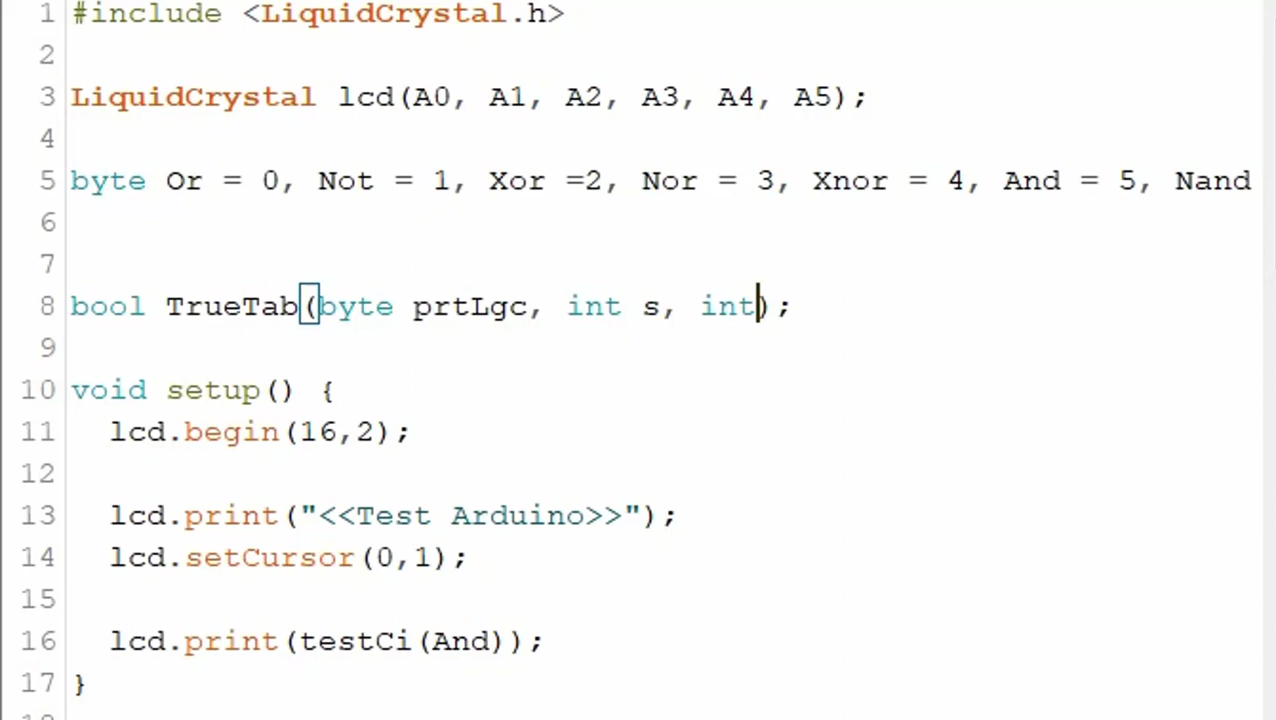 1 #include <LiquidCrystal.h>
2
3 LiquidCrystal lcd(A0, A1, A2, A3, A4, A5);
4
5 byte Or = 0, Not = 1, Xor =2, Nor = 3, Xnor = 4, And = 5, Nand
6
7
8 bool TrueTab(byte prtLgc, int s, int);
9
10 void setup() {
11 lcd.begin(16,2);
12
13 lcd.print("<<Test Arduino>>");
14 lcd.setCursor(0,1);
15
16 lcd.print(testCi(And));
17 }